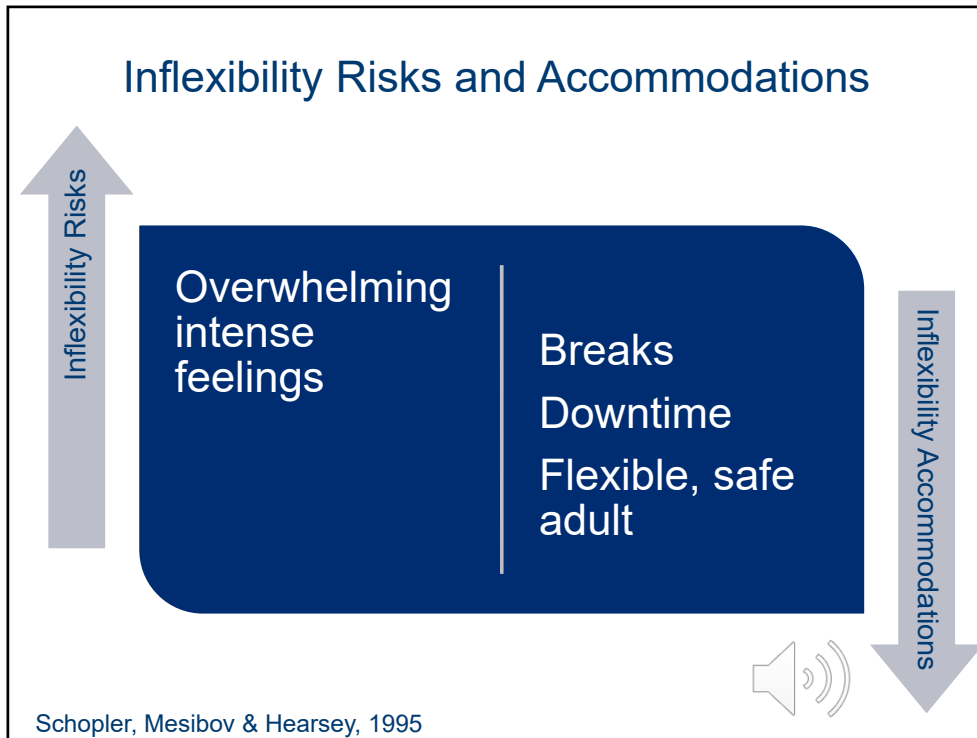 Inflexibility Risks and Accommodations
Inflexibility Risks
Overwhelming
intense
feelings
Breaks
Downtime
Flexible, safe
adult
Inflexibility Accommodations
Schopler, Mesibov & Hearsey, 1995